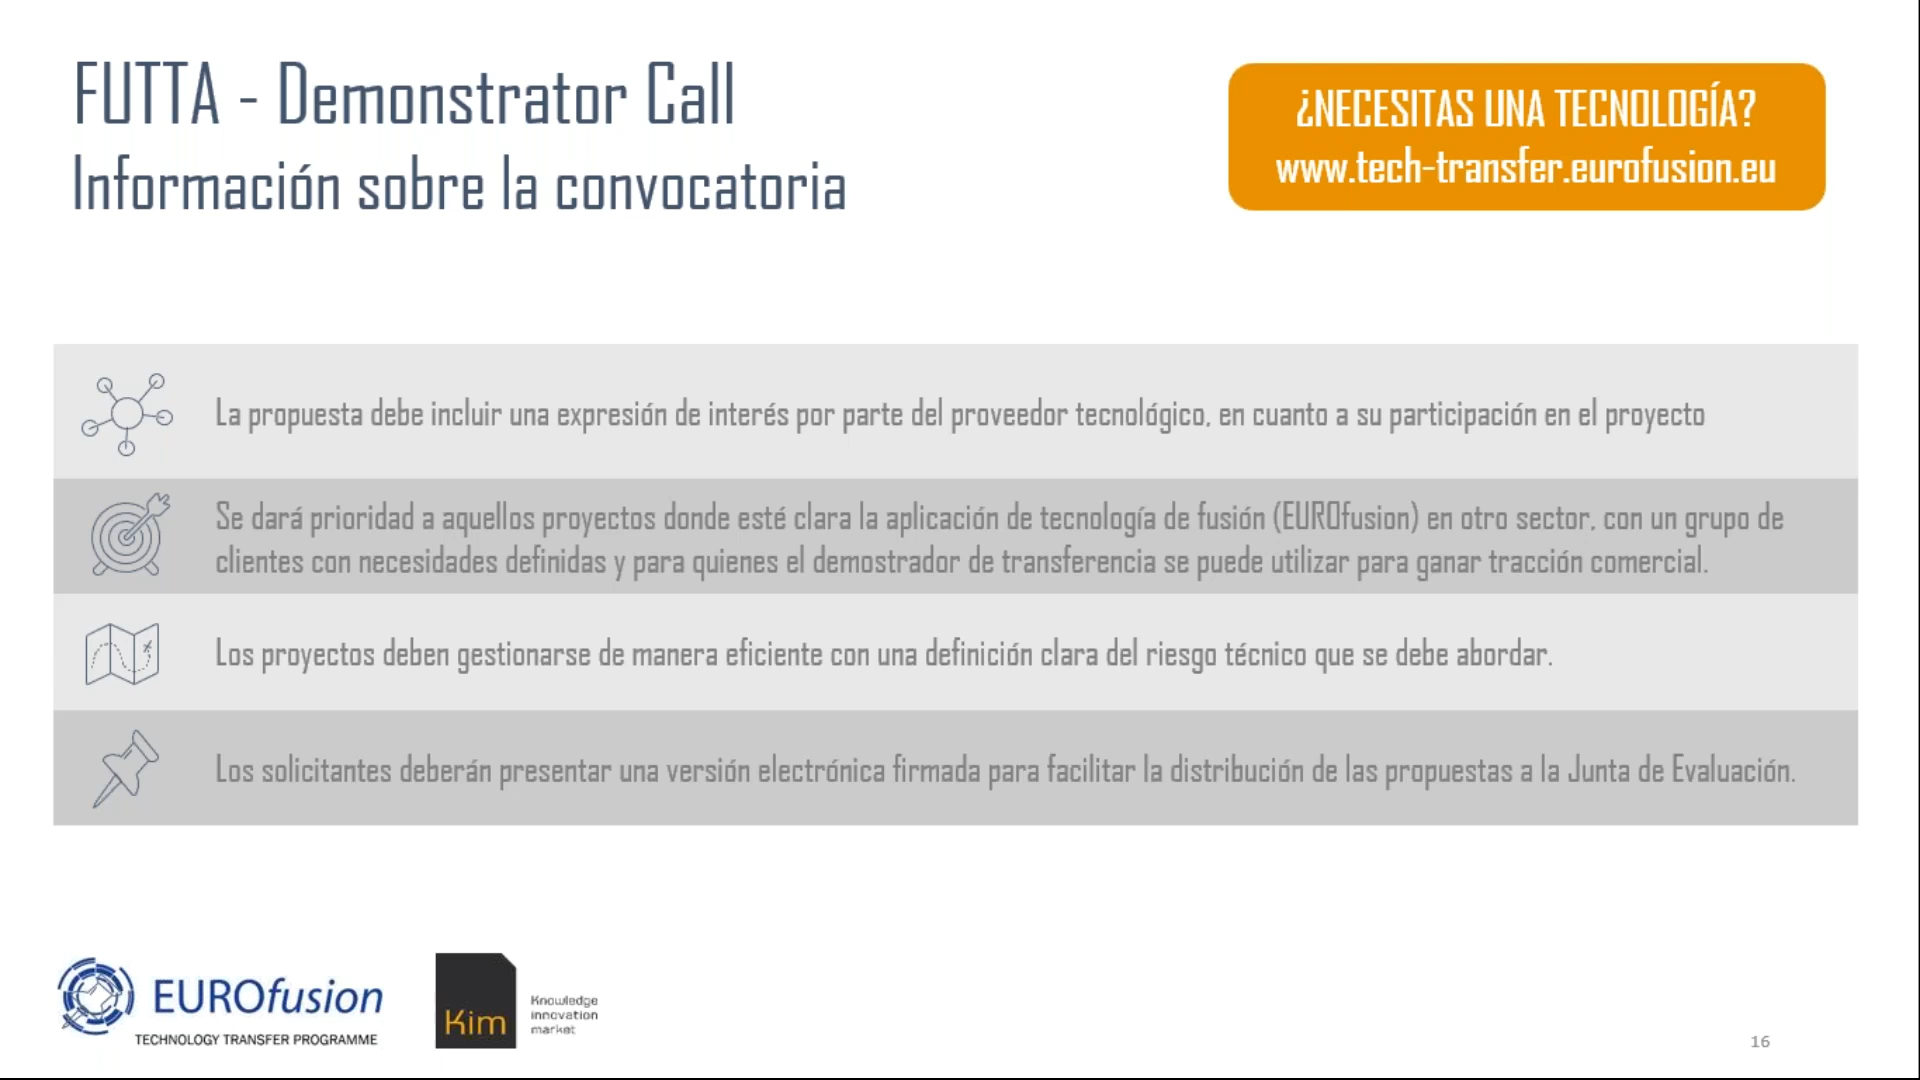 FUTTA - Demonstrator Call
Información sobre la convocatoria
¿NECESITAS UNA TECNOLOGÍA?
www.tech-transfer.eurofusion.eu
La propuesta debe incluir una expresión de interés por parte del proveedor tecnológico, en cuanto a su participación en el proyecto
Se dará prioridad a aquellos proyectos donde esté clara la aplicación de tecnología de fusión (EUROfusion) en otro sector, con un grupo de
clientes con necesidades definidas y para quienes el demostrador de transferencia se puede utilizar para ganar tracción comercial.
Los proyectos deben gestionarse de manera eficiente con una definición clara del riesgo técnico que se debe abordar.
Los solicitantes deberán presentar una versión electrónica firmada para facilitar la distribución de las propuestas a la Junta de Evaluación.
EUROfusion
TECHNOLOGY TRANSFER PROGRAMME
Kim
Knowledge
innovation
market
16